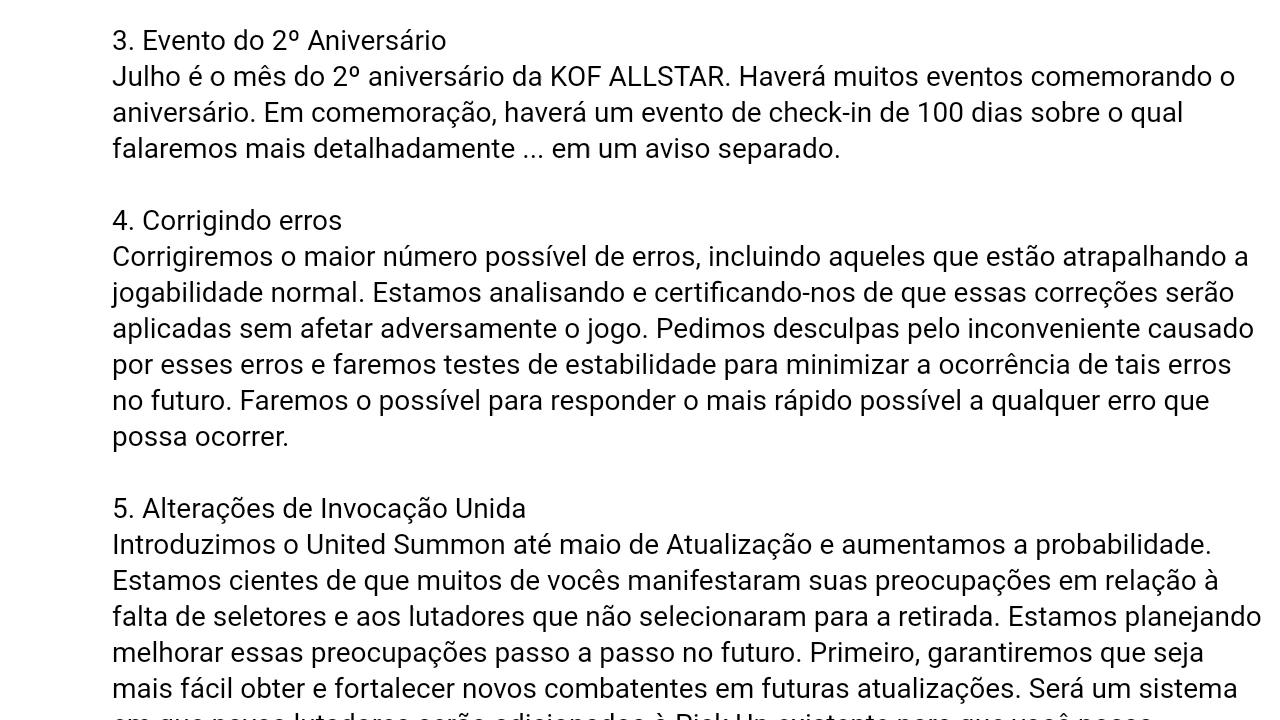 3. Evento do 2º Aniversário
Julho é o mês do 2º aniversário da KOF ALLSTAR. Haverá muitos eventos comemorando o
aniversário. Em comemoração, haverá um evento de check-in de 100 dias sobre o qual
falaremos mais detalhadamente ... em um aviso separado.
4. Corrigindo erros
Corrigiremos o maior número possível de erros, incluindo aqueles que estão atrapalhando a
jogabilidade normal. Estamos analisando e certificando-nos de que essas correções serão
aplicadas sem afetar adversamente o jogo. Pedimos desculpas pelo inconveniente causado
por esses erros e faremos testes de estabilidade para minimizar a ocorrência de tais erros
no futuro. Faremos o possível para responder o mais rápido possível a qualquer erro que
possa ocorrer.
5. Alterações de Invocação Unida
Introduzimos o United Summon até maio de Atualização e aumentamos a probabilidade.
Estamos cientes de que muitos de vocês manifestaram suas preocupações em relação à
falta de seletores e aos lutadores que não selecionaram para a retirada. Estamos planejando
melhorar essas preocupações passo a passo no futuro. Primeiro, garantiremos que seja
mais fácil obter e fortalecer novos combatentes em futuras atualizações. Será um sistema